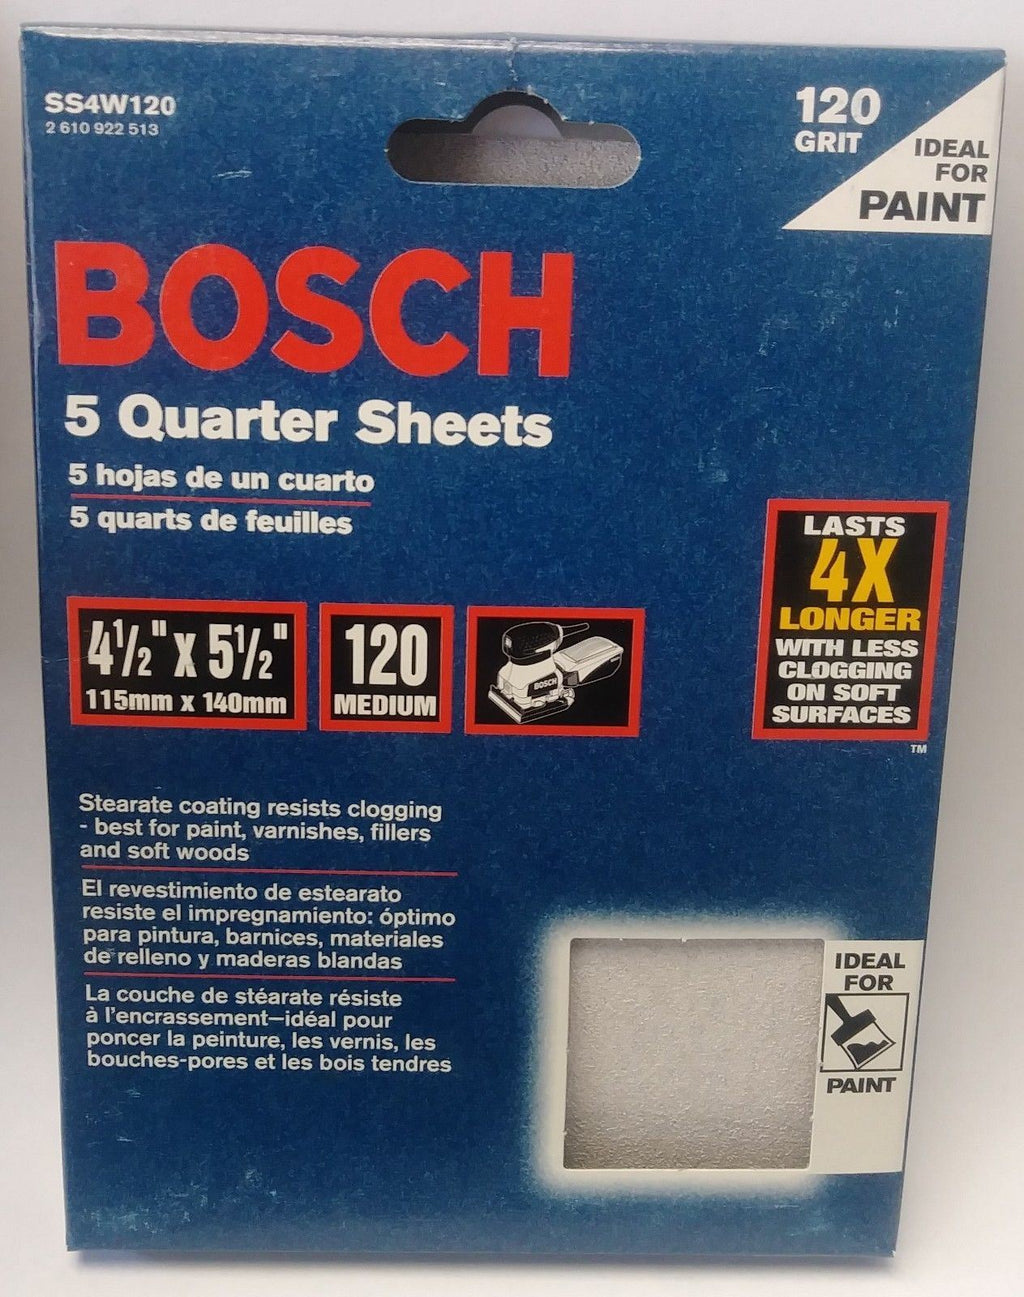 SS4W120
2 610 922 513
120
GRIT
IDEAL
FOR
PAINT
BOSCH
5 Quarter Sheets
5 hojas de un cuarto
5 quarts de feuilles
LASTS
4X
LONGER
WITH LESS
CLOGGING
ON SOFT
SURFACES
TM
4½" x 5½"
115mm x 140mm
120
MEDIUM
BOSCH
Stearate coating resists clogging
- best for paint, varnishes, fillers
and soft woods
El revestimiento de estearato
resiste el impregnamiento: óptimo
para pintura, barnices, materiales
de relleno y maderas blandas
La couche de stéarate résiste
à l'encrassement—idéal pour
poncer la peinture, les vernis, les
bouches-pores et les bois tendres
IDEAL
FOR
PAINT